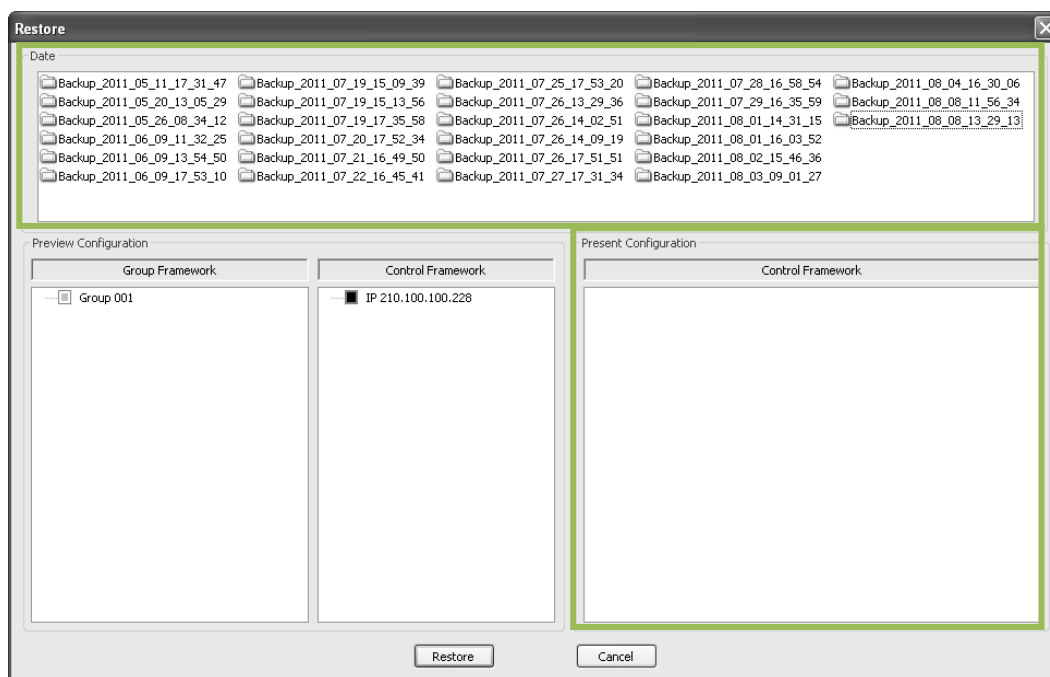 Restore
Date
Backup_2011_05_11_17_31_47 Backup_2011_07_19_15_09_39 Backup_2011_07_25_17_53_20 Backup_2011_07_28_16_58_54 Backup_2011_08_04_16_30_06
Backup_2011_05_20_13_05_29 Backup_2011_07_19_15_13_56 Backup_2011_07_26_13_29_36 Backup_2011_07_29_16_35_59 Backup_2011_08_08_11_56_34
Backup_2011_05_26_08_34_12 Backup_2011_07_19_17_35_58 Backup_2011_07_26_14_02_51 Backup_2011_08_01_14_31_15 Backup_2011_08_08_13_29_13
Backup_2011_06_09_11_32_25 Backup_2011_07_20_17_52_34 Backup_2011_07_26_14_09_19 Backup_2011_08_01_16_03_52
Backup_2011_06_09_13_54_50 Backup_2011_07_21_16_49_50 Backup_2011_07_26_17_51_51 Backup_2011_08_02_15_46_36
Backup_2011_06_09_17_53_10 Backup_2011_07_22_16_45_41 Backup_2011_07_27_17_31_34 Backup_2011_08_03_09_01_27
Preview Configuration Present Configuration
Group Framework Control Framework Control Framework
Group 001 IP 210.100.100.228
Restore Cancel